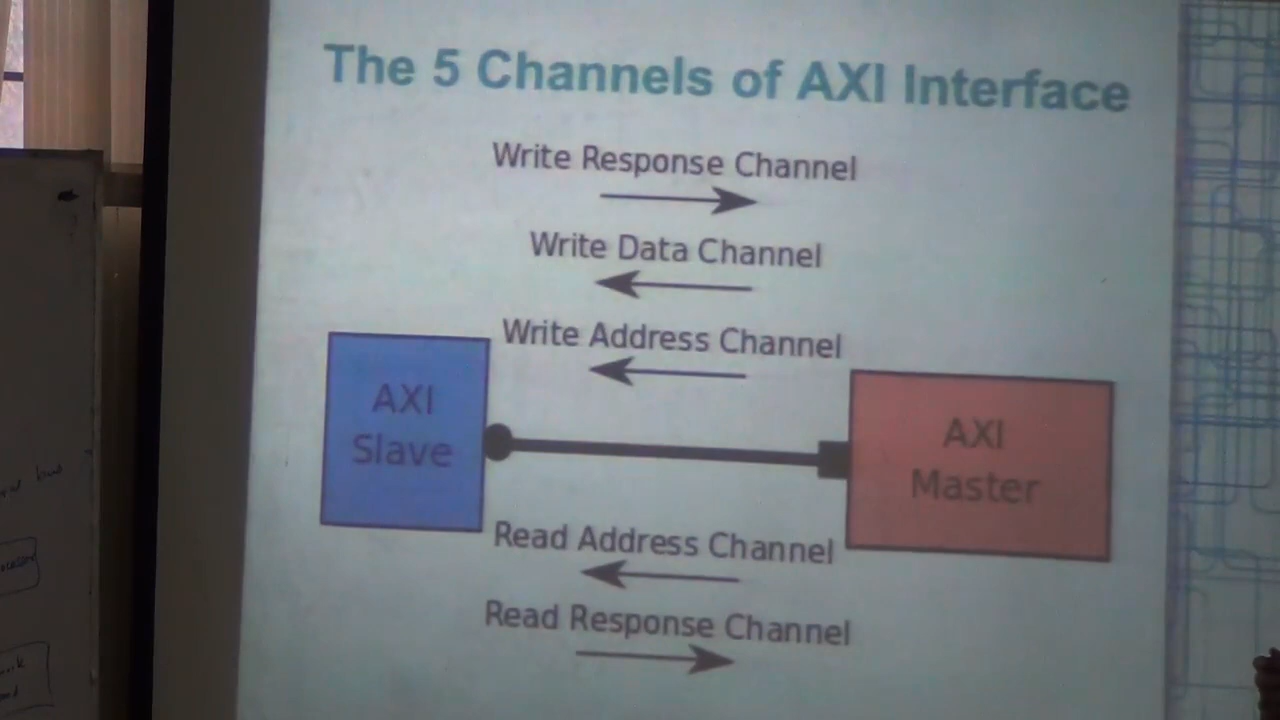 The 5 Channels of AXI Interface
Write Response Channel
Write Data Channel
Write Address Channel
AXI
Slave
AXI
Master
Read Address Channel
Read Response Channel